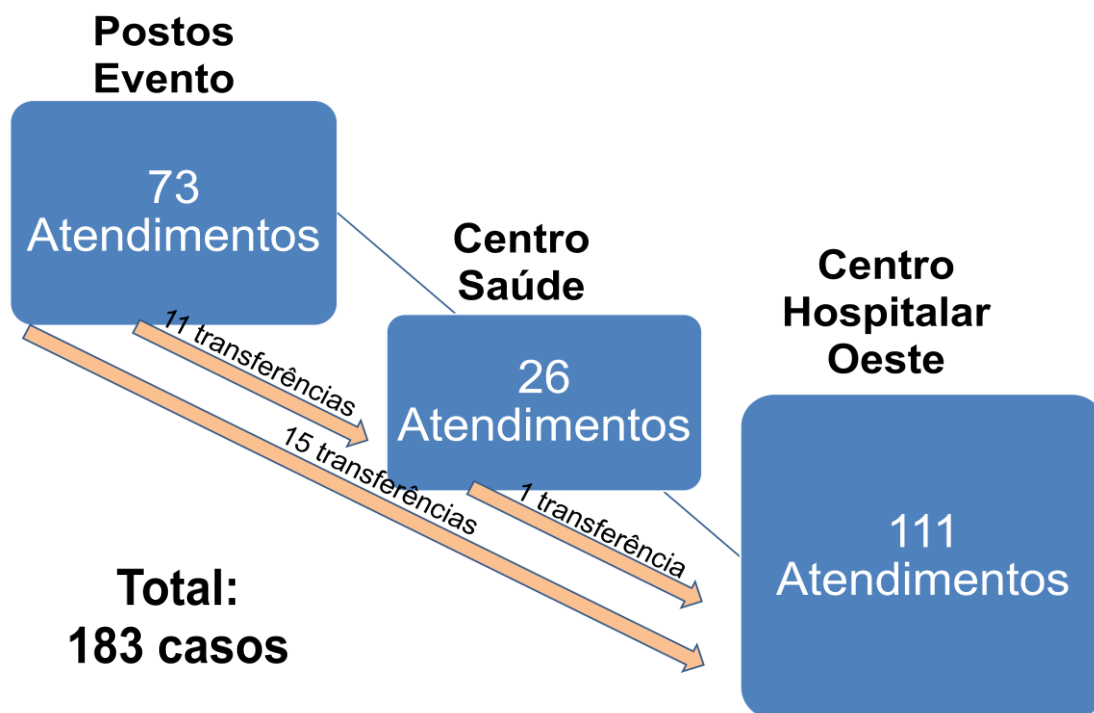 Postos
Evento
73
Atendimentos
11 transferências
15 transferências
Centro
Saúde
26
Atendimentos
1 transferência
Centro
Hospitalar
Oeste
111
Atendimentos
Total:
183 casos